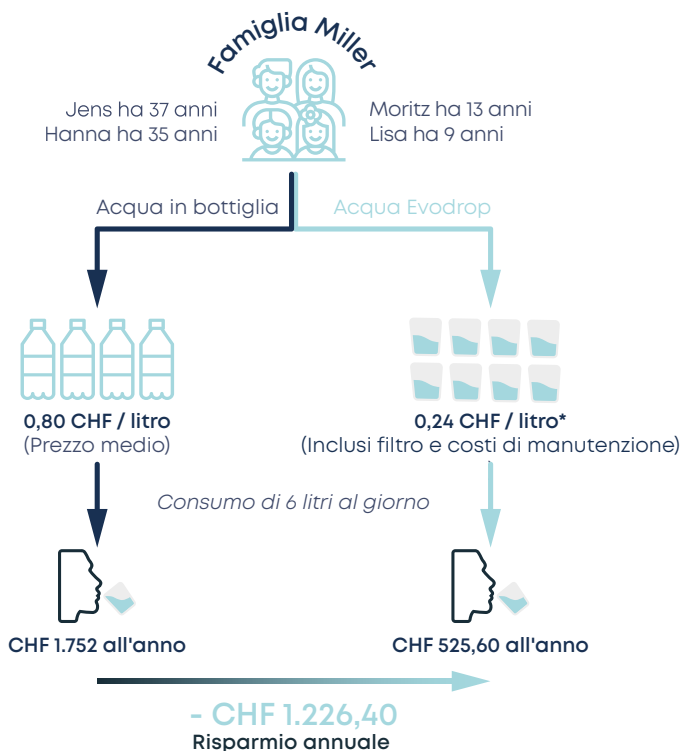 Famiglia Miller
Jens ha 37 anni
Hanna ha 35 anni
Moritz ha 13 anni
Lisa ha 9 anni
Acqua in bottiglia
Acqua Evodrop
0,80 CHF / litro
(Prezzo medio)
0,24 CHF / litro*
(Inclusi filtro e costi di manutenzione)
Consumo di 6 litri al giorno
CHF 1.752 all'anno
CHF 525,60 all'anno
- CHF 1.226,40
Risparmio annuale